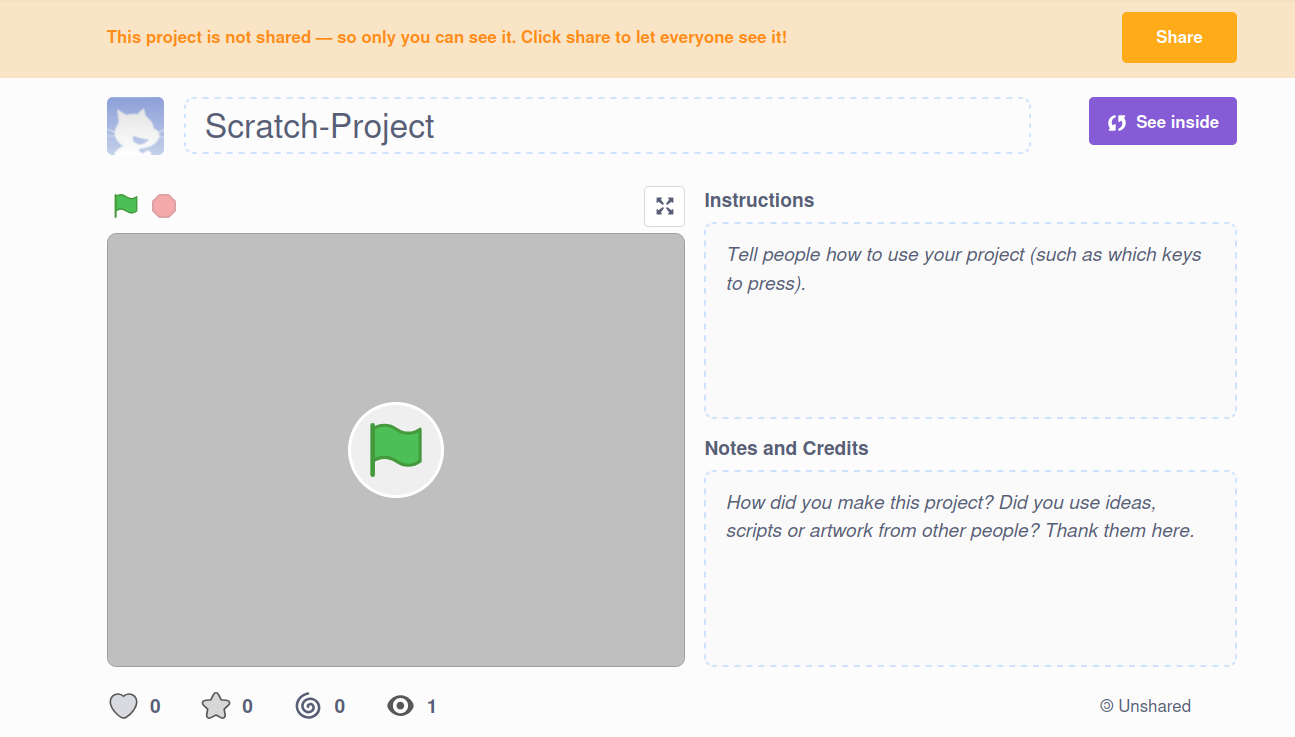 This project is not shared — so only you can see it. Click share to let everyone see it!
Share
Scratch-Project
See inside
Instructions
Tell people how to use your project (such as which keys
to press).
Notes and Credits
How did you make this project? Did you use ideas,
scripts or artwork from other people? Thank them here.
0
0
0
1
Unshared